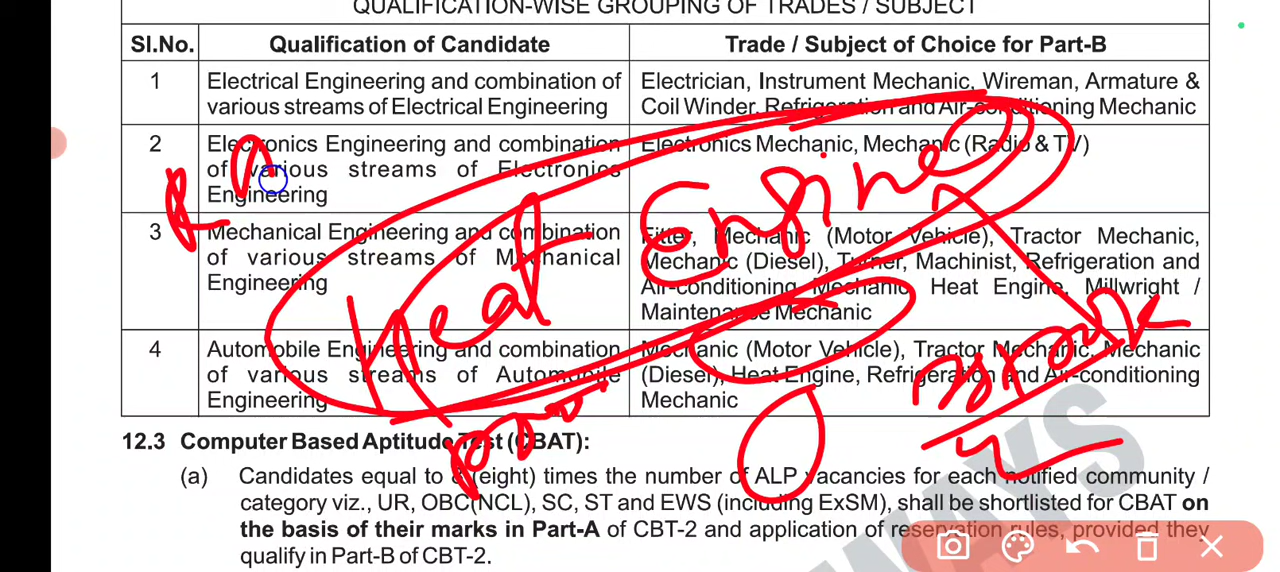 QUALIFICATION-WISE GROUPING OF TRADES / SUBJECT
Sl.No. Qualification of Candidate Trade / Subject of Choice for Part-B
1 Electrical Engineering and combination of various streams of Electrical Engineering
Electrician, Instrument Mechanic, Wireman, Armature &
Coil Winder, Refrigeration and Air-conditioning Mechanic
2 Electronics Engineering and combination
of various streams of Electronics
Engineering
Electronics Mechanic, Mechanic (Radio & TV)
3 Mechanical Engineering and combination
of various streams of Mechanical
Engineering
Fitter, Mechanic (Motor Vehicle), Tractor Mechanic,
Mechanic (Diesel), Turner, Machinist, Refrigeration and
Air-conditioning Mechanic, Heat Engine, Millwright /
Maintenance Mechanic
4 Automobile Engineering and combination
of various streams of Automobile
Engineering
Mechanic (Motor Vehicle), Tractor Mechanic, Mechanic
(Diesel), Heat Engine, Refrigeration and Air-conditioning
Mechanic
Heat Engine
12.3 Computer Based Aptitude Test (CBAT):
(a) Candidates equal to 8 (eight) times the number of ALP vacancies for each notified community /
category viz., UR, OBC(NCL), SC, ST and EWS (including ExSM), shall be shortlisted for CBAT on
the basis of their marks in Part-A of CBT-2 and application of reservation rules, provided they
qualify in Part-B of CBT-2.
WAYS